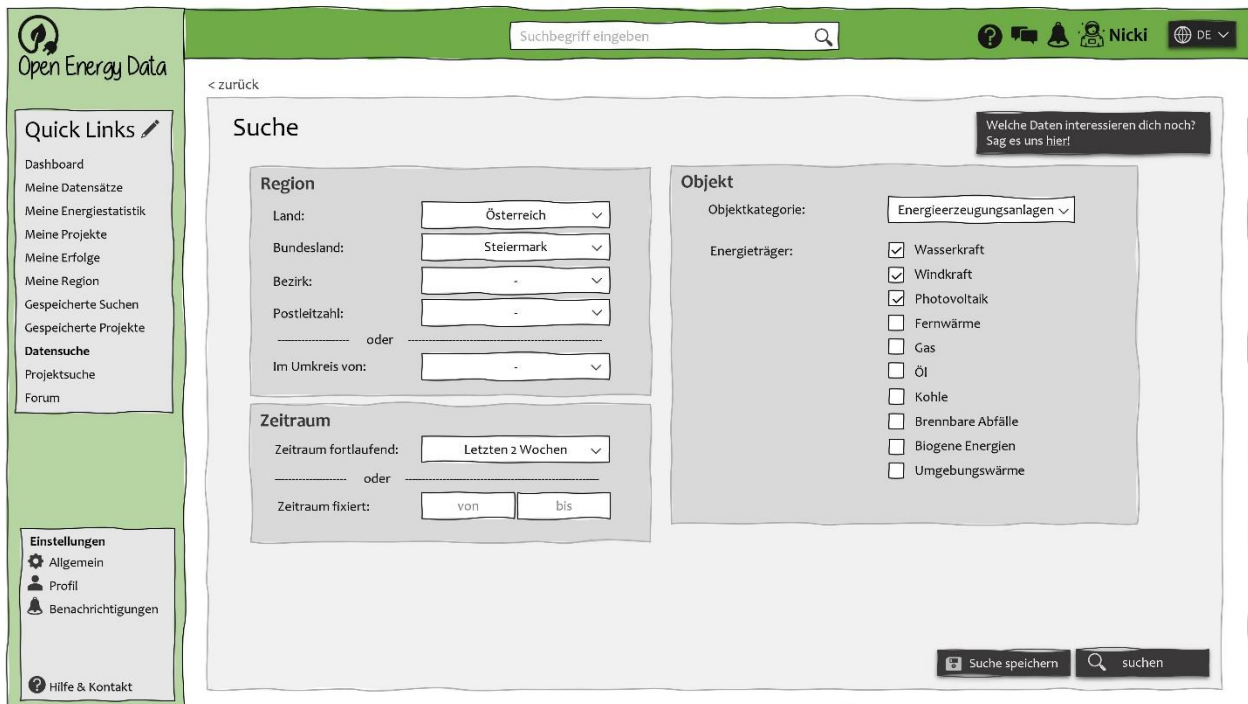 Open Energy Data
Suchbegriff eingeben
Nicki
DE
Quick Links
Dashboard
Meine Datensätze
Meine Energiestatistik
Meine Projekte
Meine Erfolge
Meine Region
Gespeicherte Suchen
Gespeicherte Projekte
Datensuche
Projektsuche
Forum
Einstellungen
Allgemein
Profil
Benachrichtigungen
Hilfe & Kontakt
< zurück
Suche
Welche Daten interessieren dich noch?
Sag es uns hier!
Region
Land: Österreich
Bundesland: Steiermark
Bezirk: -
Postleitzahl: -
-------------------- oder --------------------
Im Umkreis von: -
Zeitraum
Zeitraum fortlaufend: Letzten 2 Wochen
-------------------- oder --------------------
Zeitraum fixiert: von bis
Objekt
Objektkategorie: Energieerzeugungsanlagen
Energieträger: Wasserkraft
Windkraft
Photovoltaik
Fernwärme
Gas
Öl
Kohle
Brennbare Abfälle
Biogene Energien
Umgebungswärme
Suche speichern
suchen